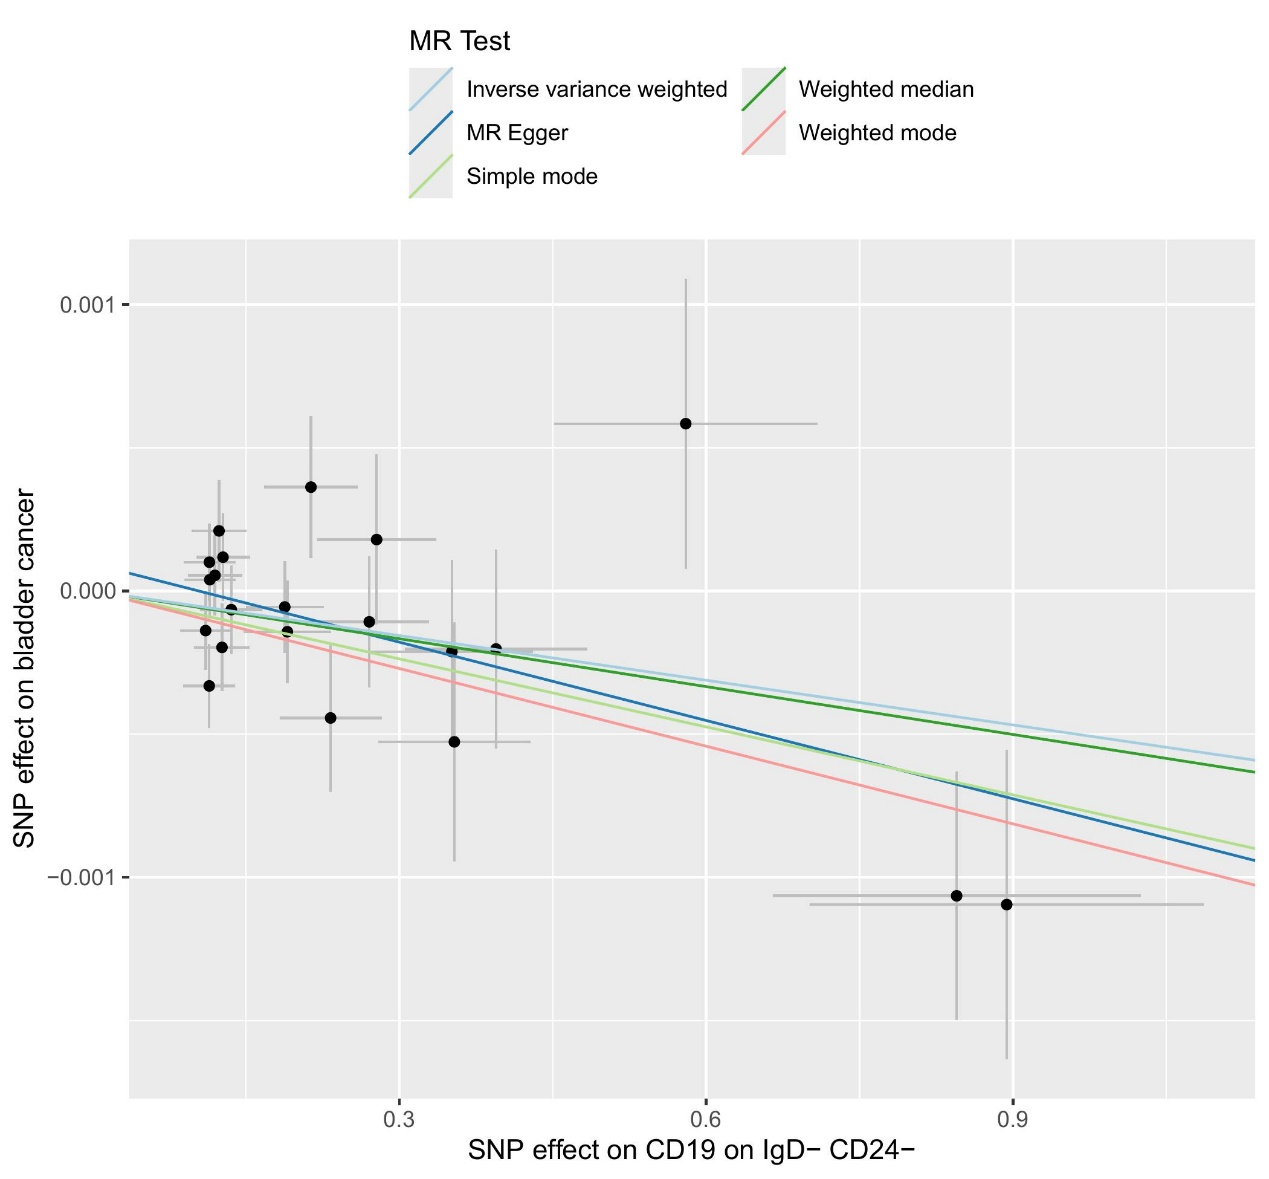 MR Test
Inverse variance weighted
Weighted median
MR Egger
Weighted mode
Simple mode
0.001
0.000
−0.001
SNP effect on bladder cancer
0.3
0.6
0.9
SNP effect on CD19 on IgD− CD24−